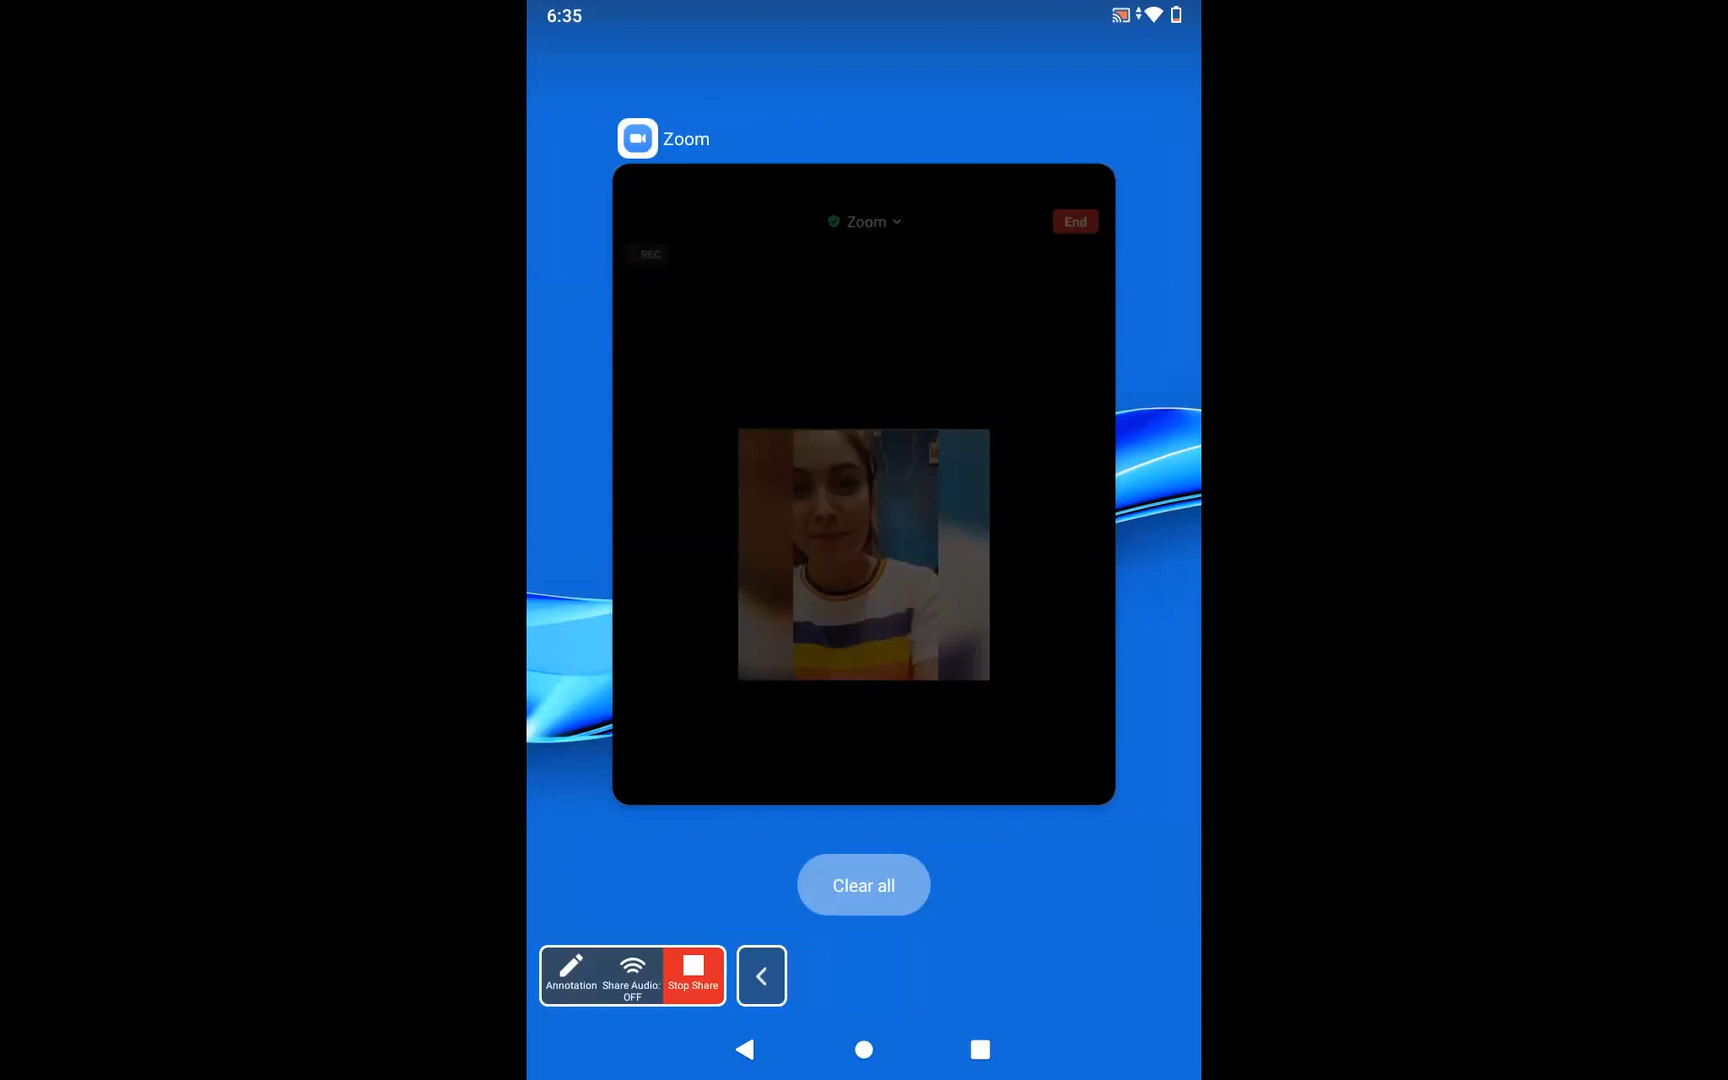 6:35
Zoom
Zoom
End
REC
Clear all
Annotation
Share Audio:
OFF
Stop Share